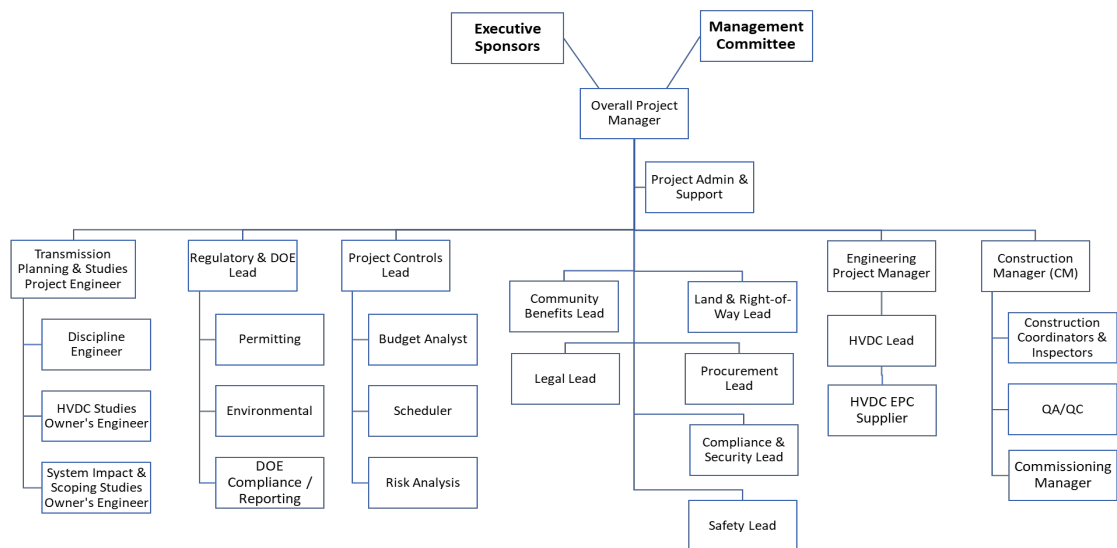 Executive
Sponsors
Management
Committee
Overall Project
Manager
Project Admin &
Support
Transmission
Planning & Studies
Project Engineer
Discipline
Engineer
HVDC Studies
Owner's Engineer
System Impact &
Scoping Studies
Owner's Engineer
Regulatory & DOE
Lead
Permitting
Environmental
DOE
Compliance /
Reporting
Project Controls
Lead
Budget Analyst
Scheduler
Risk Analysis
Community
Benefits Lead
Land & Right-of-
Way Lead
Legal Lead
Procurement
Lead
Compliance &
Security Lead
Safety Lead
Engineering
Project Manager
HVDC Lead
HVDC EPC
Supplier
Construction
Manager (CM)
Construction
Coordinators &
Inspectors
QA/QC
Commissioning
Manager